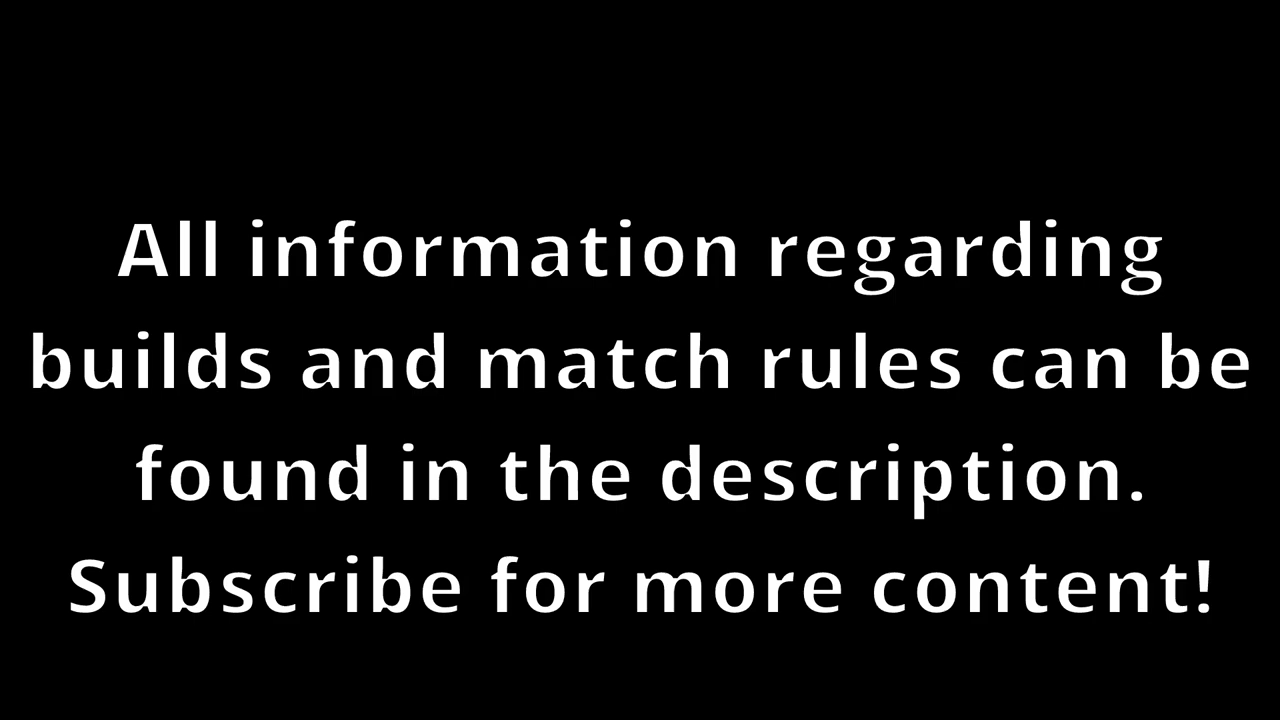 All information regarding
builds and match rules can be
found in the description.
Subscribe for more content!